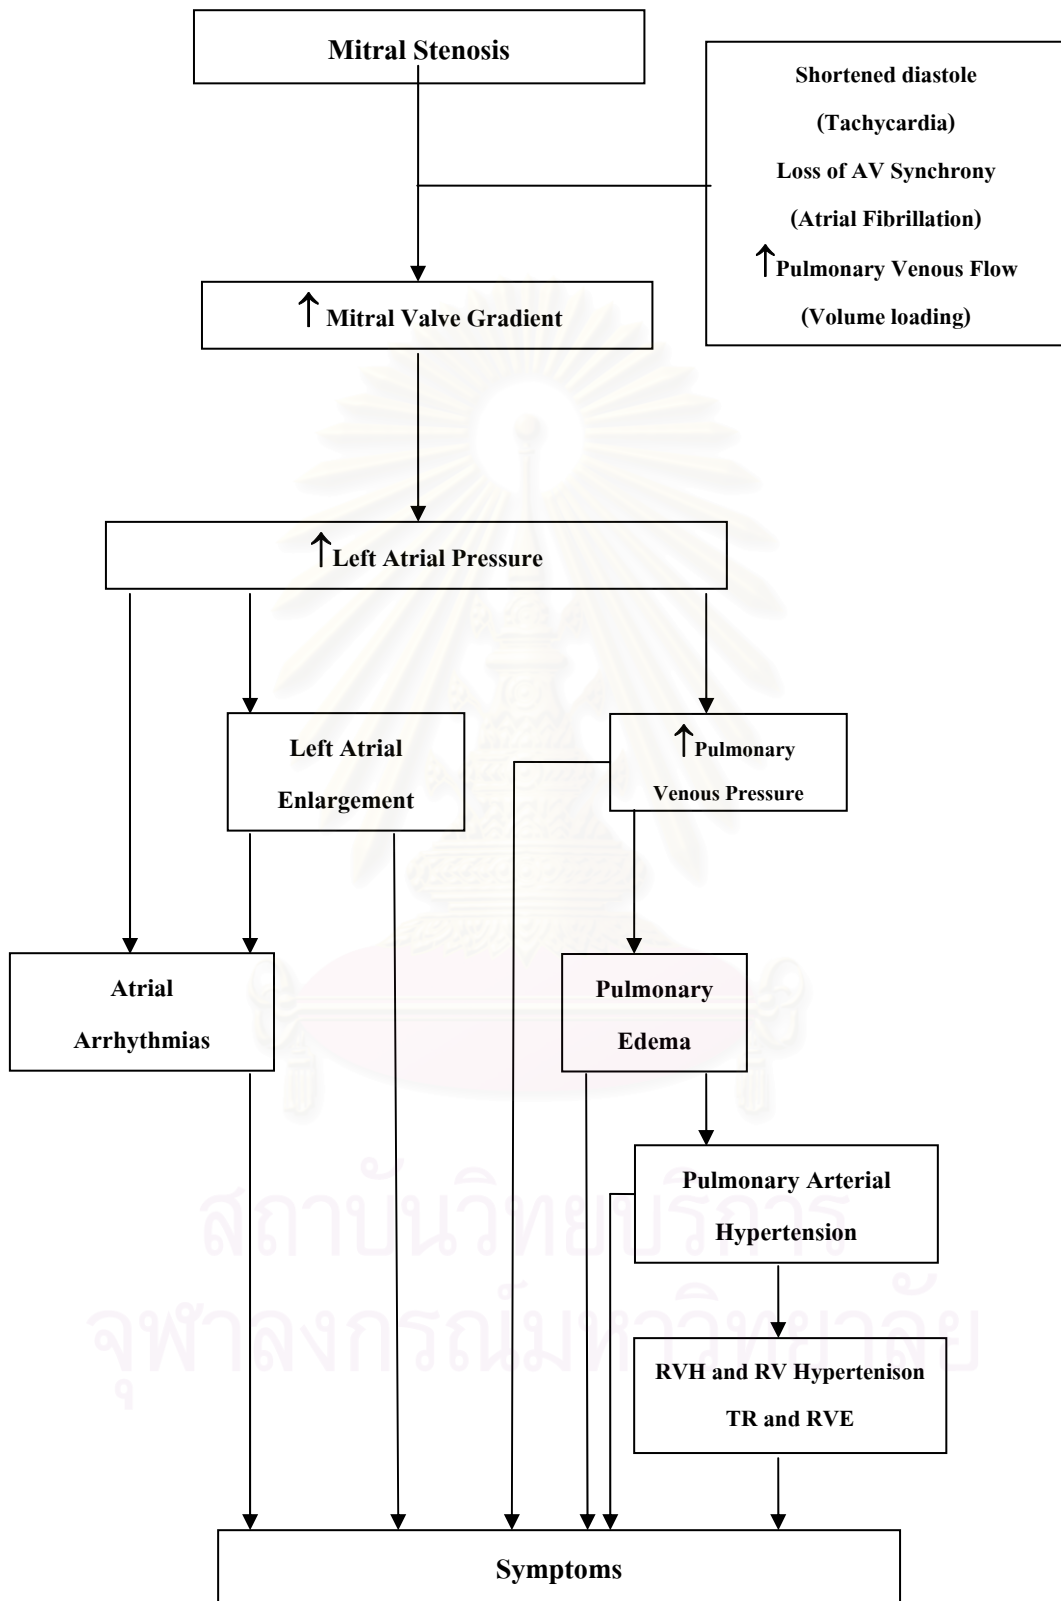 Mitral Stenosis
Shortened diastole
(Tachycardia)
Loss of AV Synchrony
(Atrial Fibrillation)
↑Pulmonary Venous Flow
(Volume loading)
↑ Mitral Valve Gradient
↑Left Atrial Pressure
Left Atrial
Enlargement
↑Pulmonary
Venous Pressure
Atrial
Arrhythmias
Pulmonary
Edema
Pulmonary Arterial
Hypertension
สถาบันวิทยบริการ
จุฬาลงกรณ์มหาวิทยาลัย
RVH and RV Hypertenison
TR and RVE
Symptoms